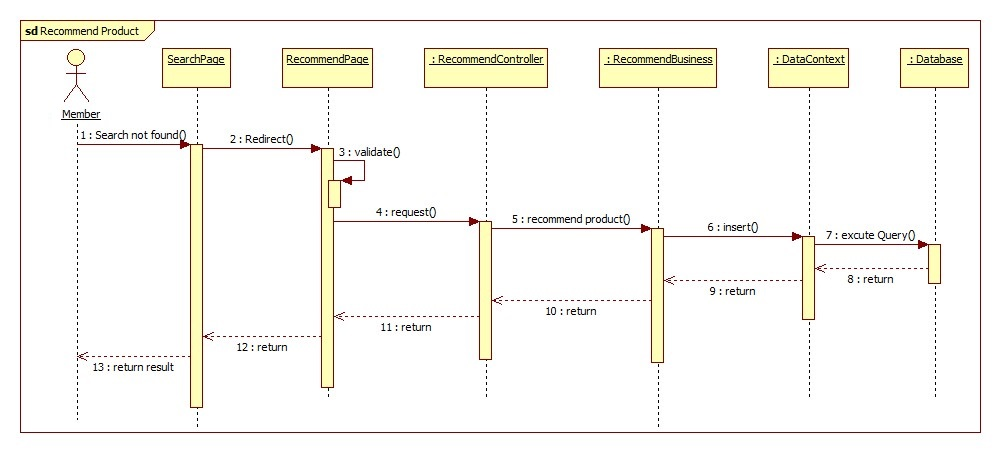 sd Recommend Product
SearchPage
RecommendPage
: RecommendController
: RecommendBusiness
: DataContext
: Database
Member
1 : Search not found()
2 : Redirect()
3 : validate()
4 : request()
5 : recommend product()
6 : insert()
7 : excute Query()
8 : return
9 : return
10 : return
11 : return
12 : return
13 : return result